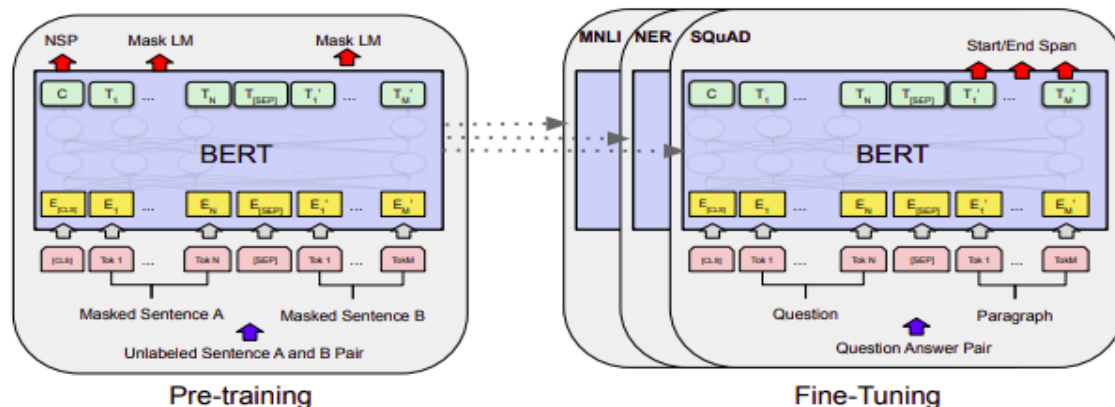 NSP Mask LM Mask LM
C T1 ... TN T[SEP] T1' ... TM'
BERT
E[CLS] E1 ... EN E[SEP] E1' ... EM'
[CLS] Tok 1 ... Tok N [SEP] Tok 1 ... TokM
Masked Sentence A Masked Sentence B
Unlabeled Sentence A and B Pair
Pre-training
MNLI NER SQuAD
Start/End Span
C T1 ... TN T[SEP] T1' ... TM'
BERT
E[CLS] E1 ... EN E[SEP] E1' ... EM'
[CLS] Tok 1 ... Tok N [SEP] Tok 1 ... TokM
Question Paragraph
Question Answer Pair
Fine-Tuning